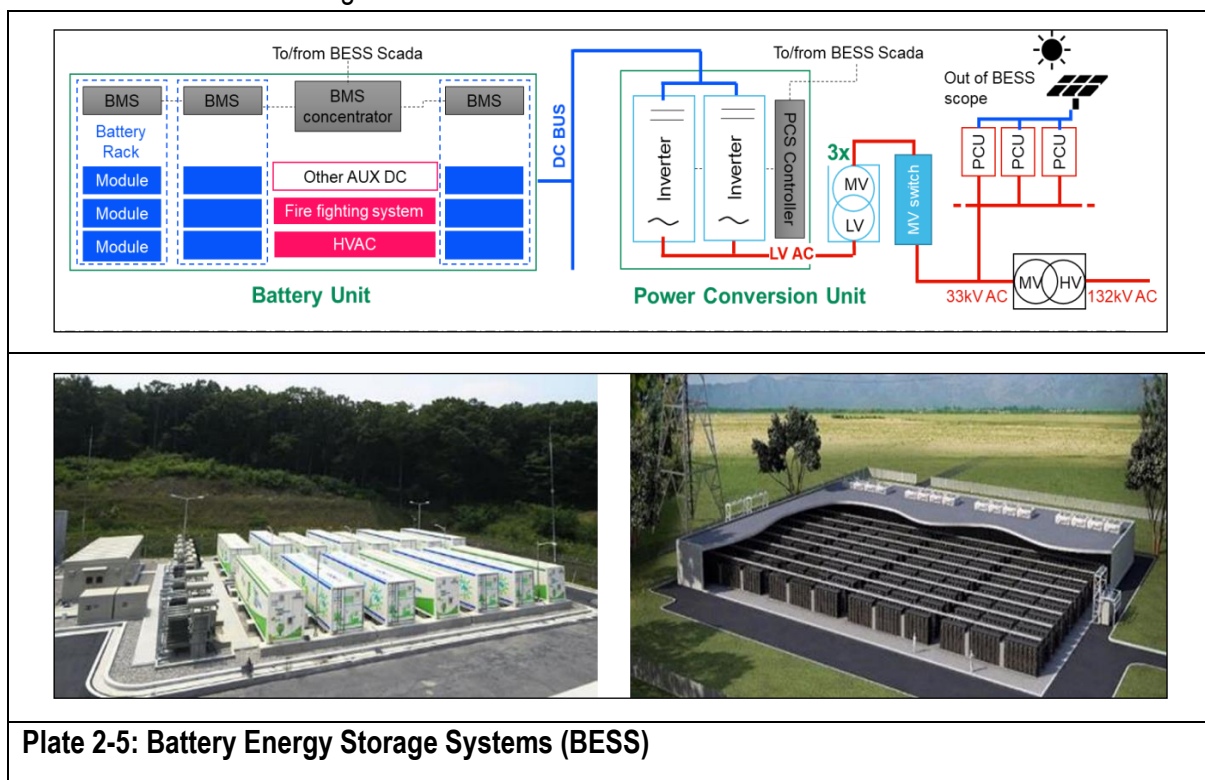 To/from BESS Scada
To/from BESS Scada
BMS
BMS
BMS
concentrator
BMS
Battery
Rack
Module
Module
Module
Other AUX DC
Fire fighting system
HVAC
Battery Unit
DC BUS
Inverter
Inverter
PCS Controller
LV AC
Power Conversion Unit
3x
MV
LV
MV switch
Out of BESS
scope
PCU
PCU
PCU
33kV AC
MV
HV
132kV AC
Plate 2-5: Battery Energy Storage Systems (BESS)